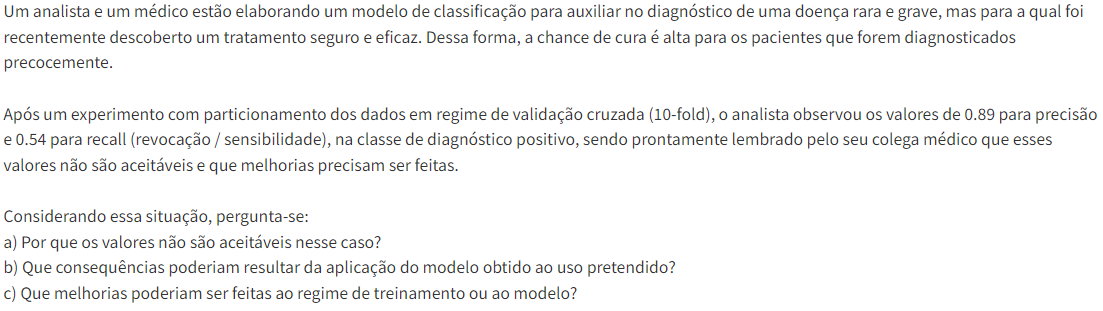 Um analista e um médico estão elaborando um modelo de classificação para auxiliar no diagnóstico de uma doença rara e grave, mas para a qual foi
recentemente descoberto um tratamento seguro e eficaz. Dessa forma, a chance de cura é alta para os pacientes que forem diagnosticados
precocemente.
Após um experimento com particionamento dos dados em regime de validação cruzada (10-fold), o analista observou os valores de 0.89 para precisão
e 0.54 para recall (revocação / sensibilidade), na classe de diagnóstico positivo, sendo prontamente lembrado pelo seu colega médico que esses
valores não são aceitáveis e que melhorias precisam ser feitas.
Considerando essa situação, pergunta-se:
a) Por que os valores não são aceitáveis nesse caso?
b) Que consequências poderiam resultar da aplicação do modelo obtido ao uso pretendido?
c) Que melhorias poderiam ser feitas ao regime de treinamento ou ao modelo?